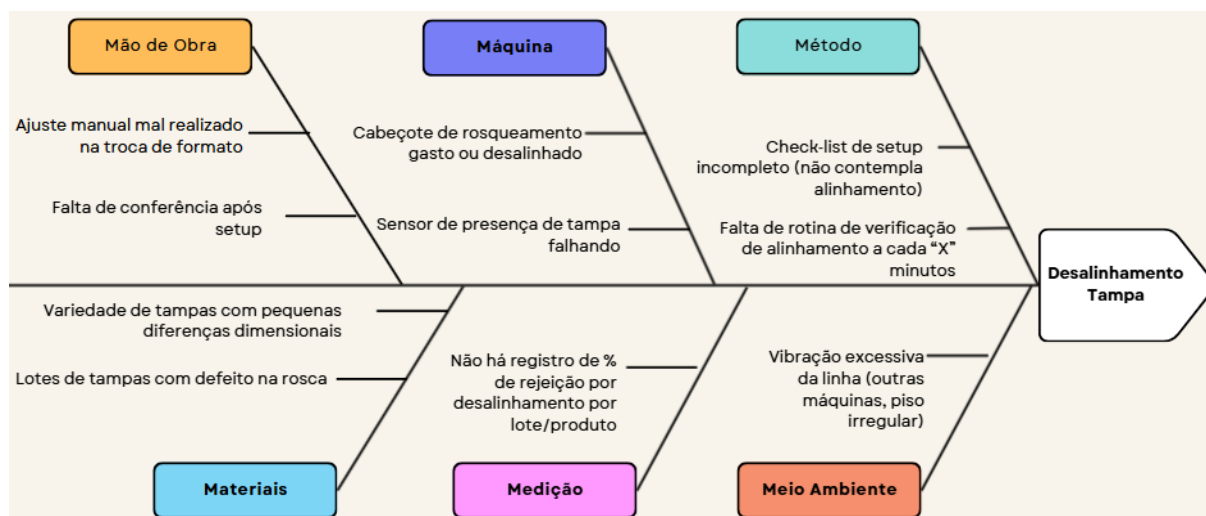 Mão de Obra
Máquina
Método
Ajuste manual mal realizado
na troca de formato
Falta de conferência após
setup
Cabeçote de rosqueamento
gasto ou desalinhado
Sensor de presença de tampa
falhando
Check-list de setup
incompleto (não contempla
alinhamento)
Falta de rotina de verificação
de alinhamento a cada “X”
minutos
Desalinhamento
Tampa
Variedade de tampas com pequenas
diferenças dimensionais
Lotes de tampas com defeito na rosca
Não há registro de %
de rejeição por
desalinhamento por
lote/produto
Vibração excessiva
da linha (outras
máquinas, piso
irregular)
Materiais
Medição
Meio Ambiente